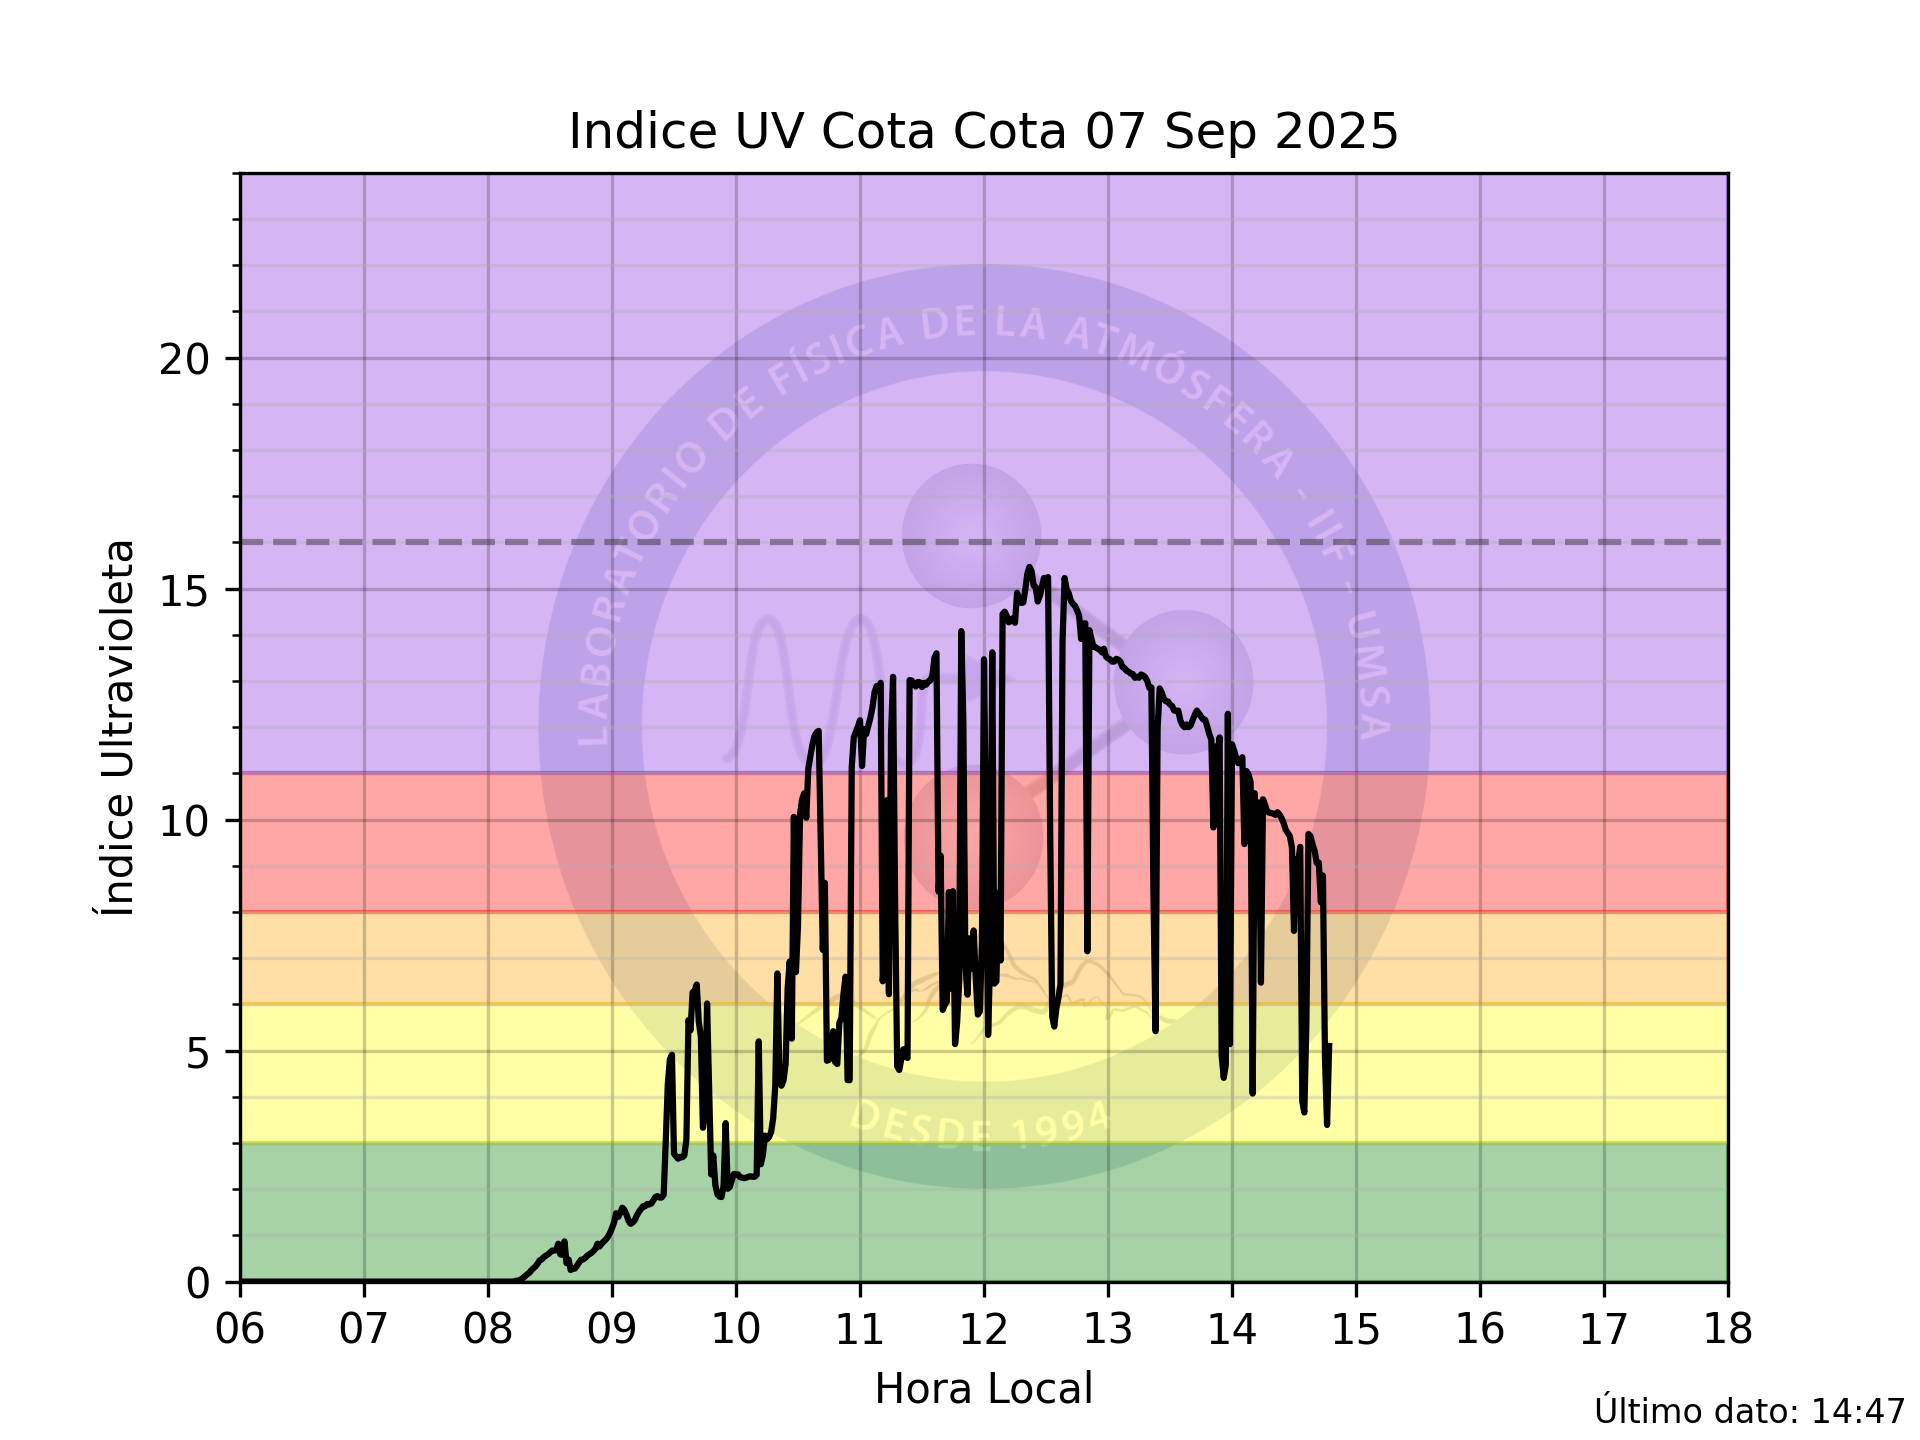 Indice UV Cota Cota 07 Sep 2025
Índice Ultravioleta
20
15
10
5
0
LABORATORIO DE FÍSICA DE LA ATMÓSFERA - IIF - UMSA
DESDE 1994
06 07 08 09 10 11 12 13 14 15 16 17 18
Hora Local
Último dato: 14:47